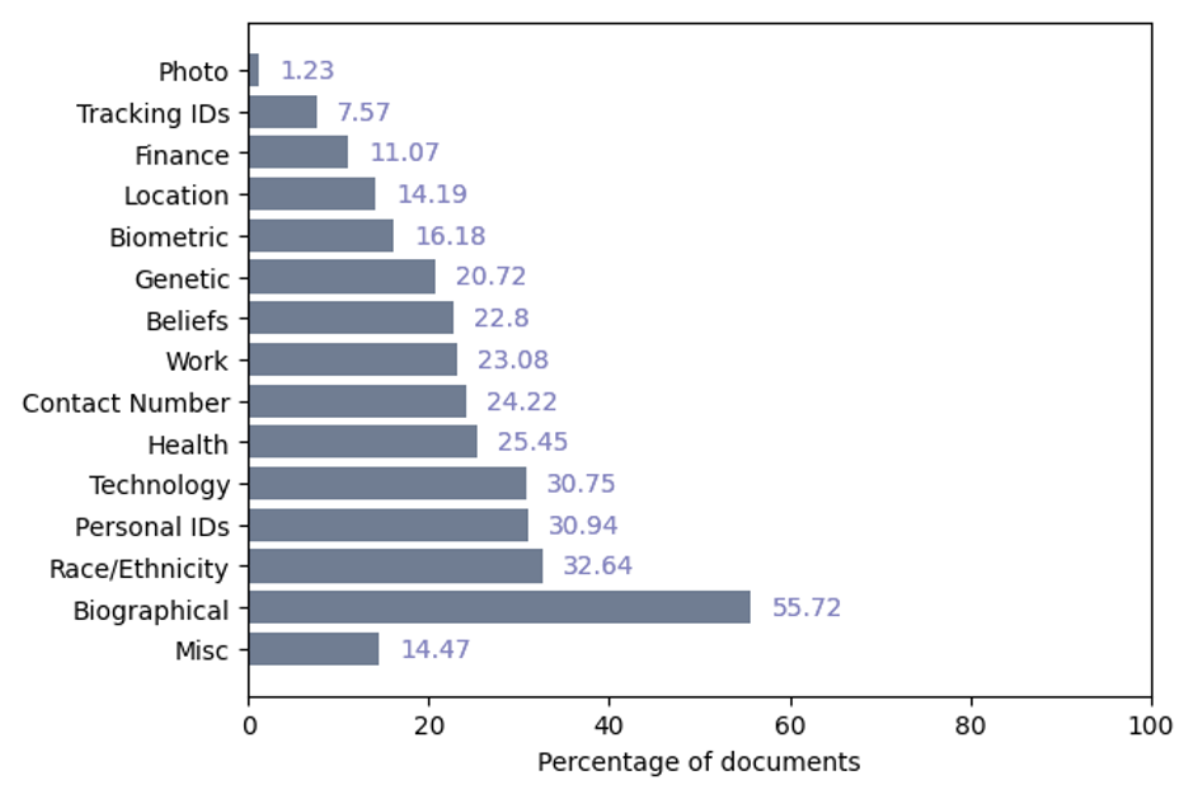 Photo 1.23
Tracking IDs 7.57
Finance 11.07
Location 14.19
Biometric 16.18
Genetic 20.72
Beliefs 22.8
Work 23.08
Contact Number 24.22
Health 25.45
Technology 30.75
Personal IDs 30.94
Race/Ethnicity 32.64
Biographical 55.72
Misc 14.47
0 20 40 60 80 100
Percentage of documents